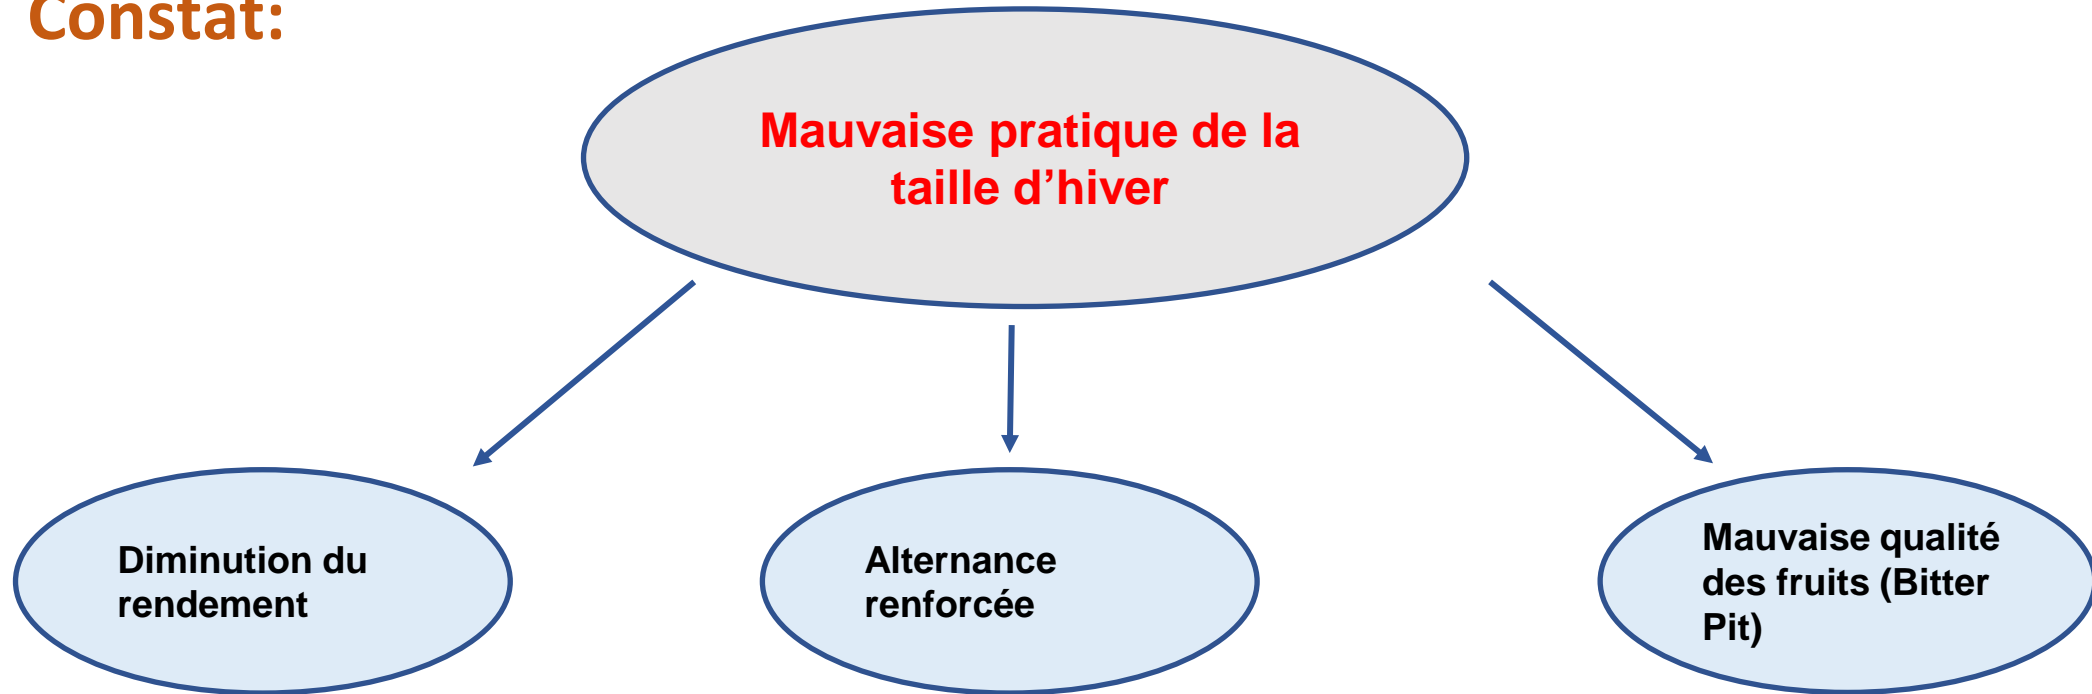 Constat:
Mauvaise pratique de la
taille d’hiver
Diminution du
rendement
Alternance
renforcée
Mauvaise qualité
des fruits (Bitter
Pit)